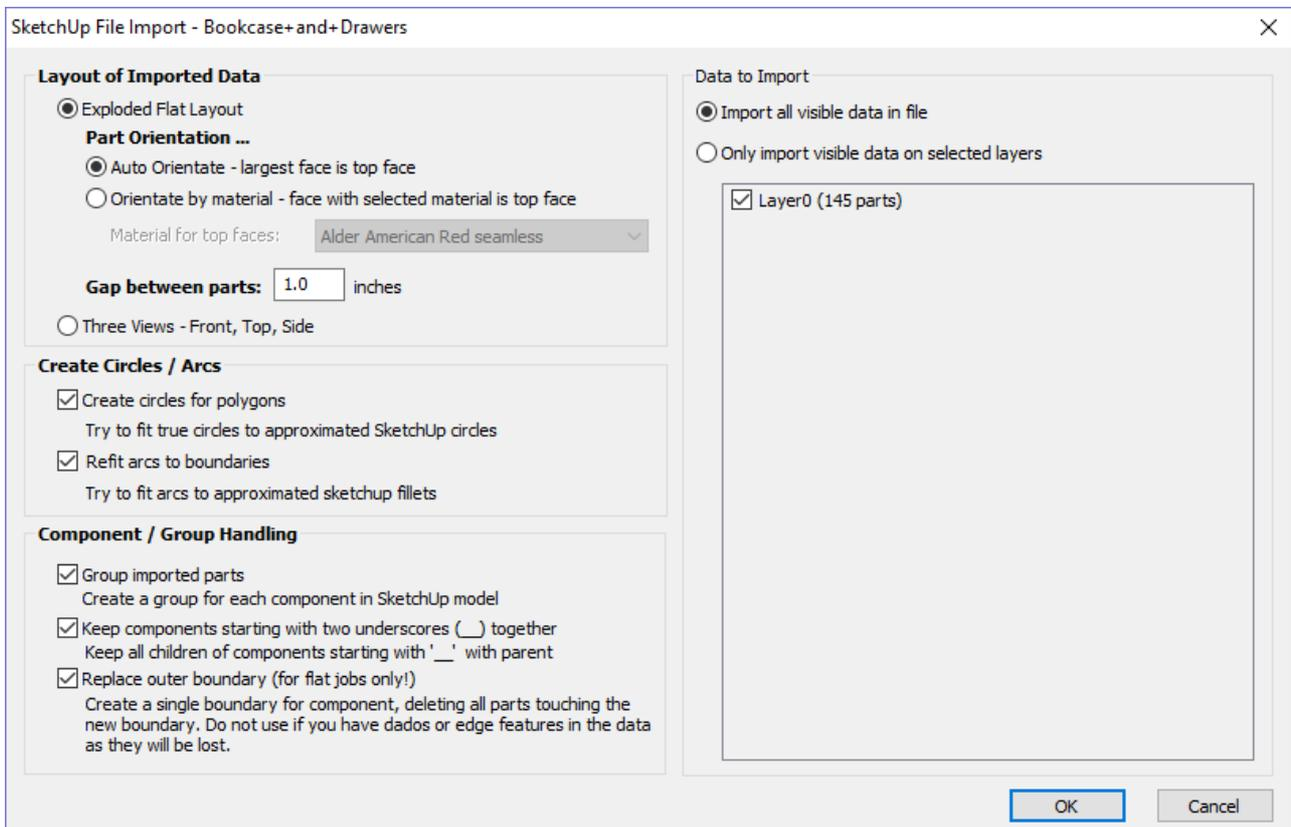 SketchUp File Import - Bookcase+and+Drawers
Layout of Imported Data
Exploded Flat Layout
Part Orientation ...
Auto Orientate - largest face is top face
Orientate by material - face with selected material is top face
Material for top faces: Alder American Red seamless
Gap between parts: 1.0 inches
Three Views - Front, Top, Side
Create Circles / Arcs
Create circles for polygons
Try to fit true circles to approximated SketchUp circles
Refit arcs to boundaries
Try to fit arcs to approximated sketchup fillets
Component / Group Handling
Group imported parts
Create a group for each component in SketchUp model
Keep components starting with two underscores (__) together
Keep all children of components starting with '__' with parent
Replace outer boundary (for flat jobs only!)
Create a single boundary for component, deleting all parts touching the
new boundary. Do not use if you have dados or edge features in the data
as they will be lost.
Data to Import
Import all visible data in file
Only import visible data on selected layers
Layer0 (145 parts)
OK Cancel